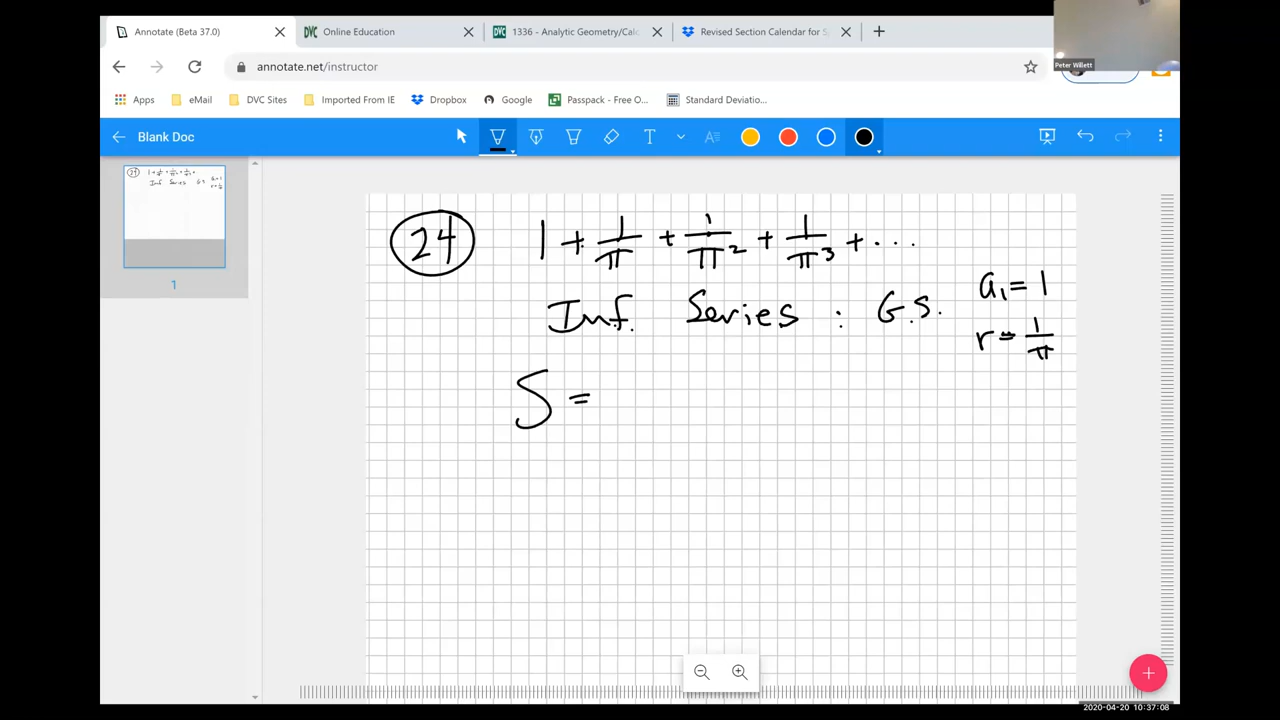 Annotate (Beta 37.0)
Online Education
1336 - Analytic Geometry/Calc
Revised Section Calendar for S
Peter Willett
annotate.net/instructor
Apps
eMail
DVC Sites
Imported From IE
Dropbox
Google
Passpack - Free O...
Standard Deviatio...
Blank Doc
T
1
24 1 + 1/π + 1/π² + 1/π³ + ...
Inf. Series : G.S.
a₁ = 1
r = 1/π
S =
2020-04-20 10:37:08